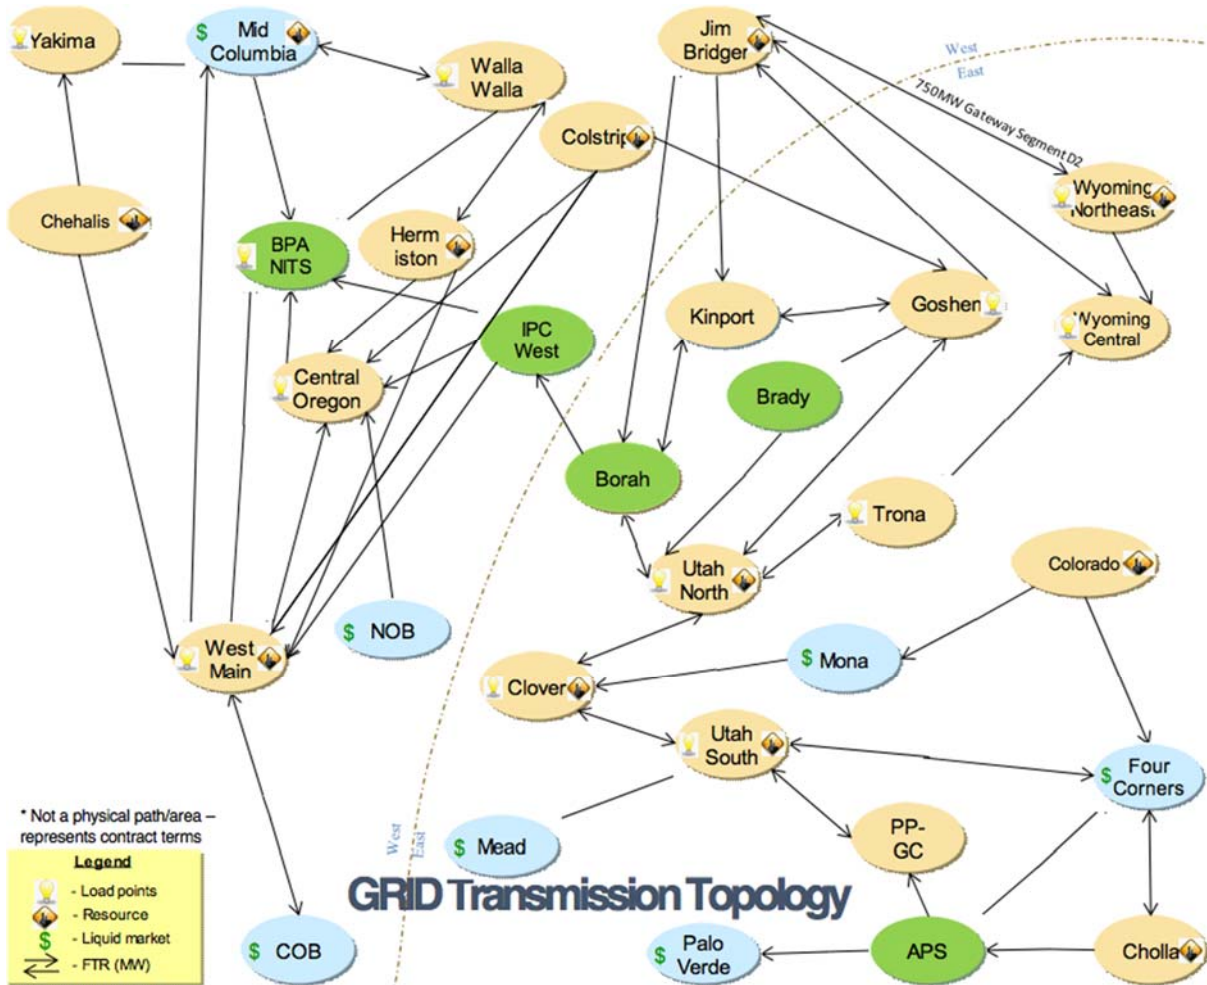 Yakima
$
Mid
Columbia
Walla
Walla
Jim
Bridger
West
East
750MW Gateway Segment D2
Colstrip
Wyoming
Northeast
Chehalis
BPA
NITS
Herm
iston
Kinport
Goshen
Wyoming
Central
IPC
West
Central
Oregon
Brady
Borah
Trona
Utah
North
Colorado
$ NOB
West
Main
$ Mona
Clover
Utah
South
$
Four
Corners
* Not a physical path/area –
represents contract terms
West
East
$ Mead
PP-
GC
Legend
- Load points
- Resource
$ - Liquid market
- FTR (MW)
GRID Transmission Topology
$ COB
$
Palo
Verde
APS
Cholla